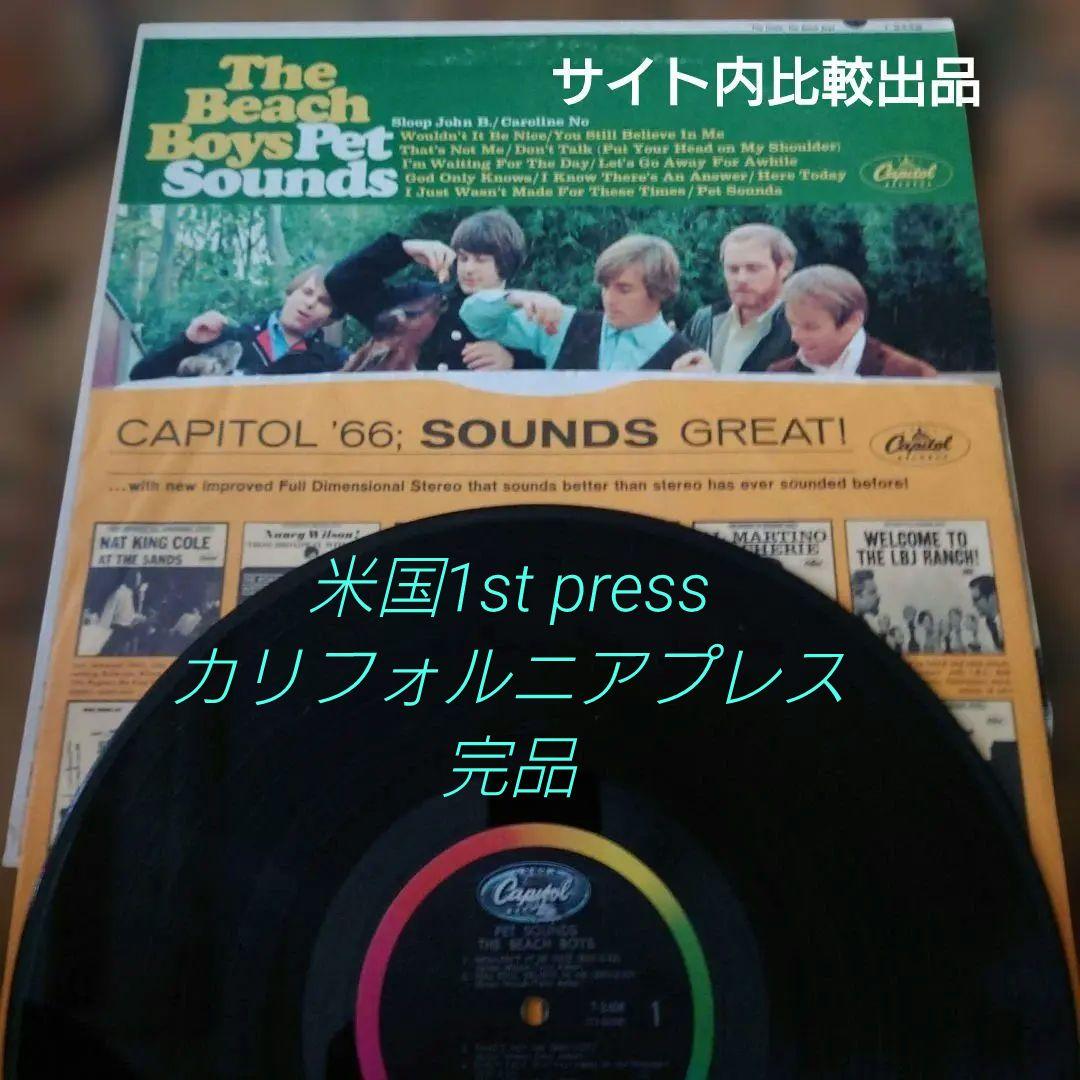 サイト内比較出品
The
Beach
Boys Pet
Sounds
Sloop John B./Caroline No
Wouldn't It Be Nice/You Still Believe In Me
That's Not Me/Don't Talk (Put Your Head on My Shoulder)
I'm Waiting For The Day/Let's Go Away For Awhile
God Only Knows/I Know There's An Answer/Here Today
I Just Wasn't Made For These Times/Pet Sounds
Capitol
RECORDS
CAPITOL '66; SOUNDS GREAT!
Capitol
RECORDS
...with new improved Full Dimensional Stereo that sounds better than stereo has ever sounded before!
NAT KING COLE
AT THE SANDS
Nancy Wilson
MARTINO
CHERIE
WELCOME TO
THE LBJ RANCH!
米国1st press
カリフォルニアプレス
完品
Capitol
PET SOUNDS
THE BEACH BOYS
1